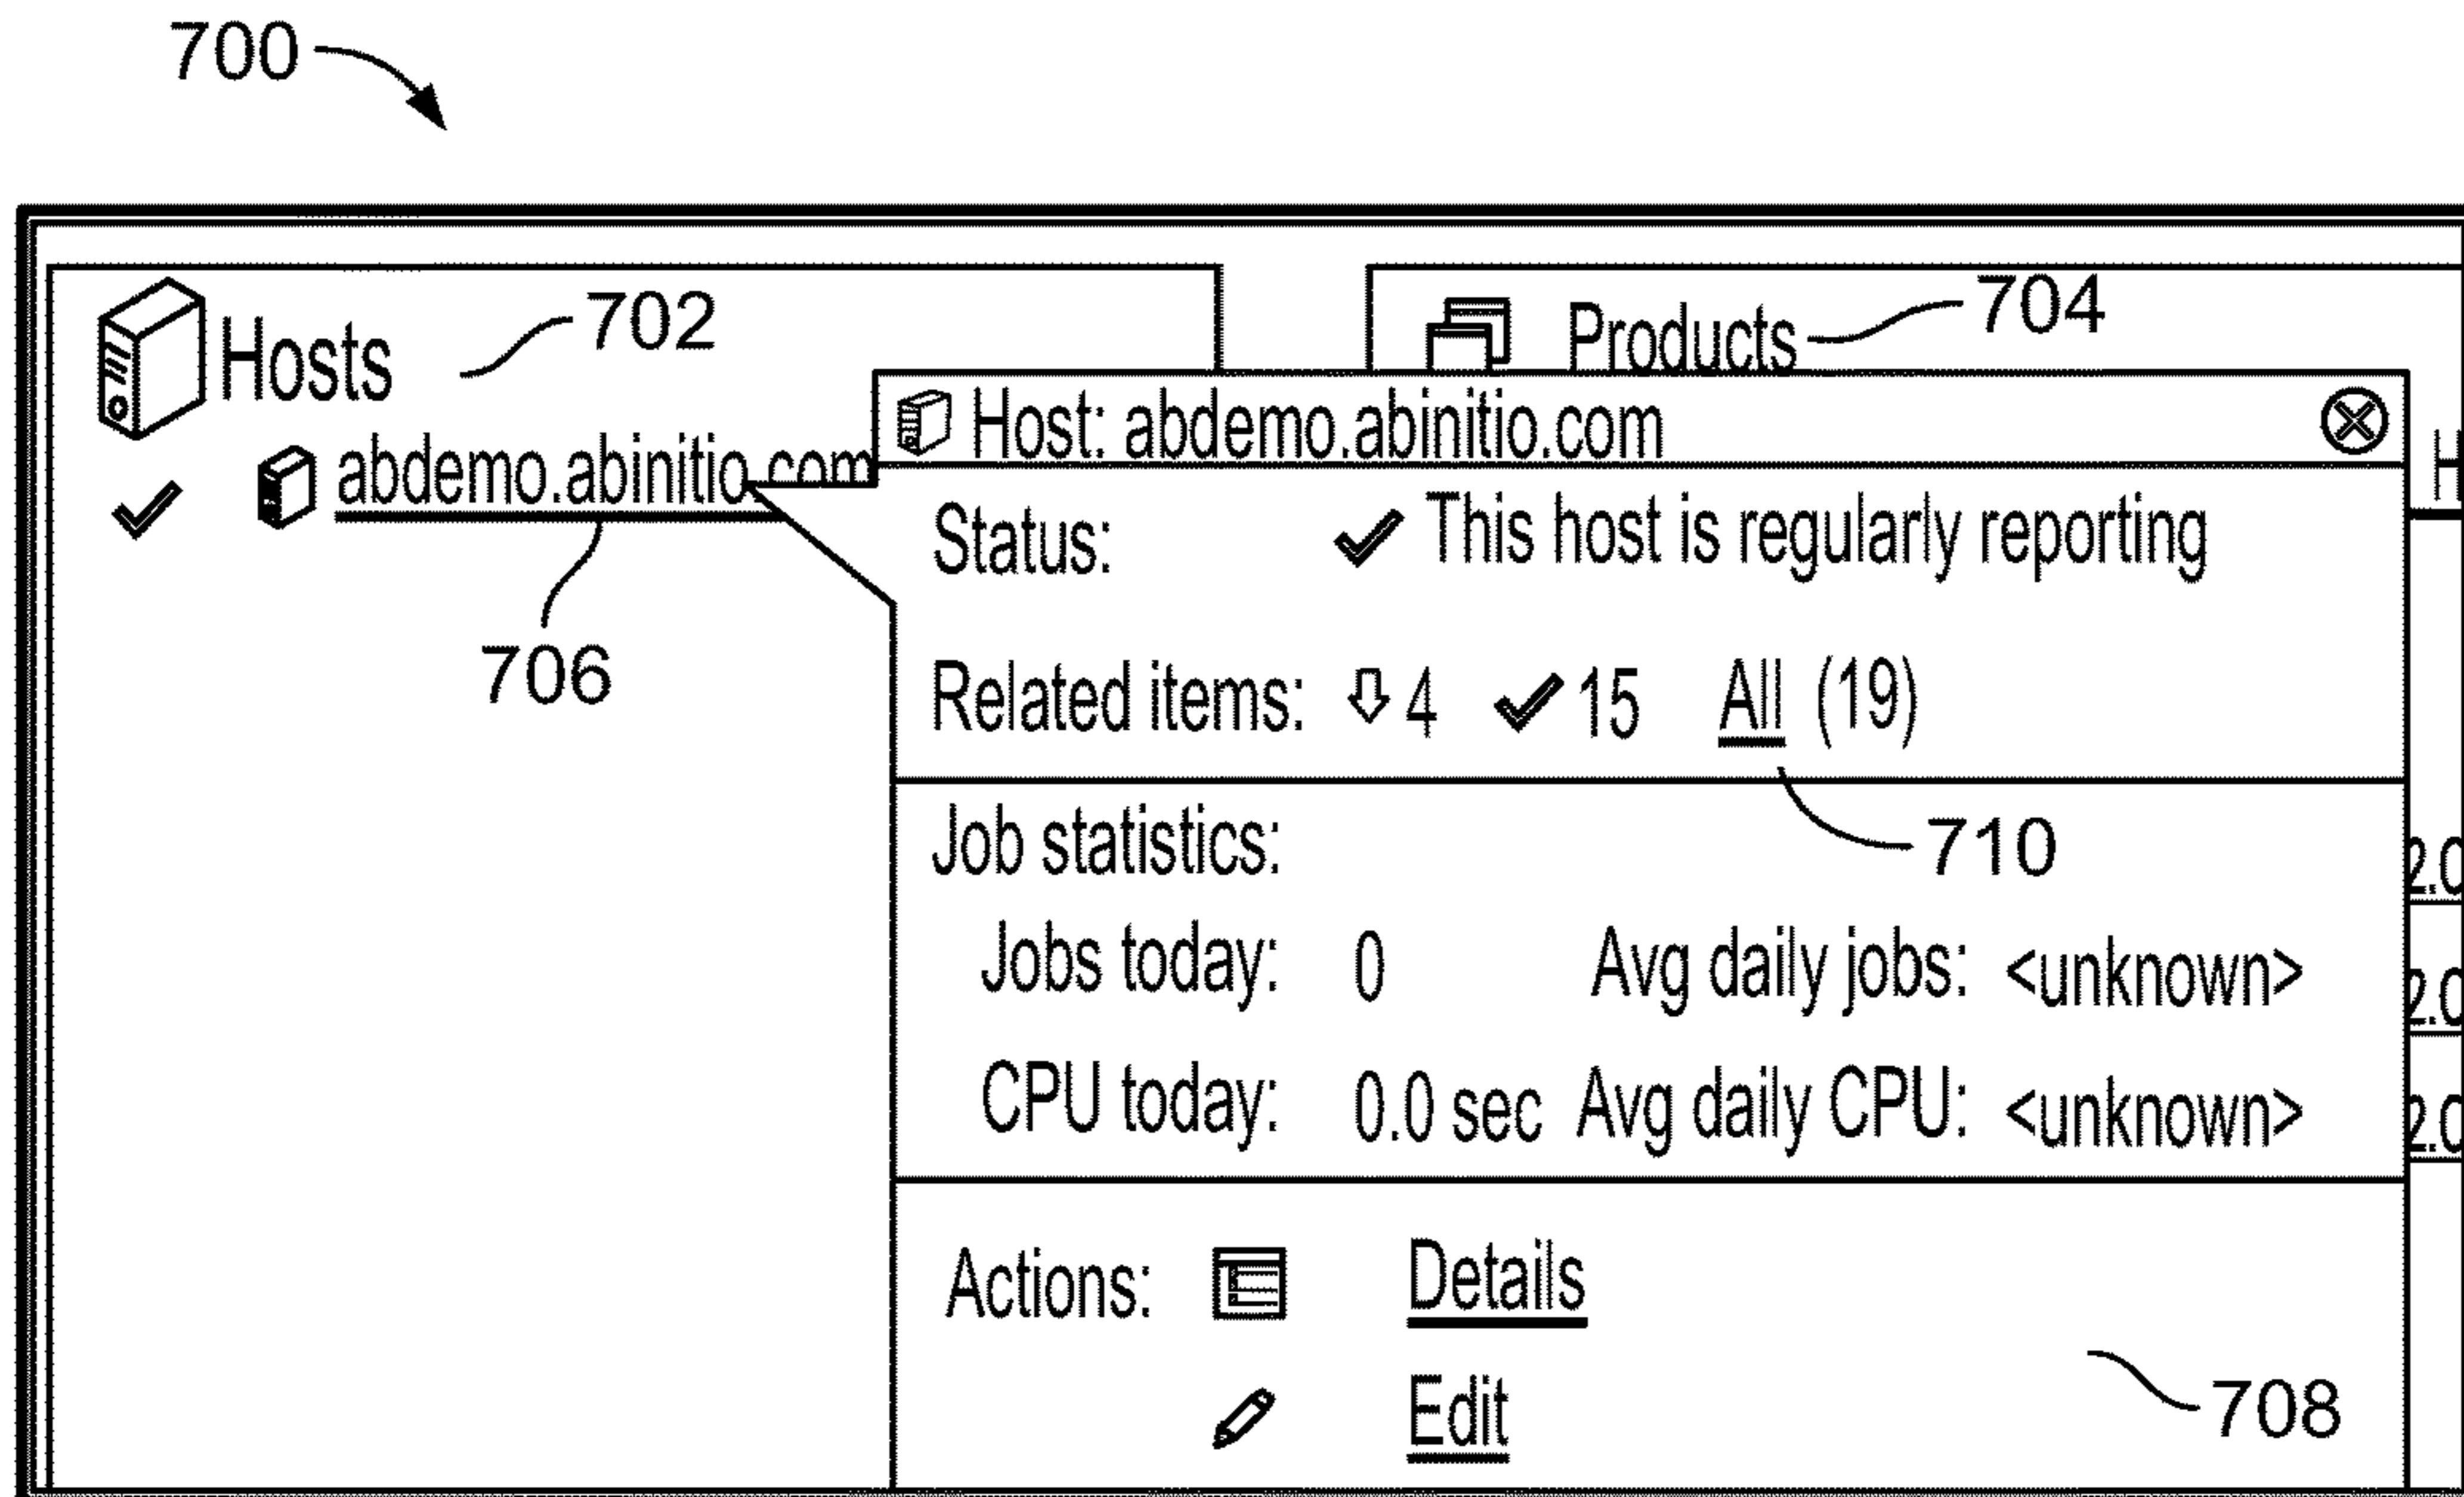 700
Hosts 702
Products 704
abdemo.abinitio.com
706
Host: abdemo.abinitio.com
Status: This host is regularly reporting
Related items: 4 15 All (19)
710
Job statistics:
Jobs today: 0 Avg daily jobs: <unknown>
CPU today: 0.0 sec Avg daily CPU: <unknown>
Actions: Details
Edit
708